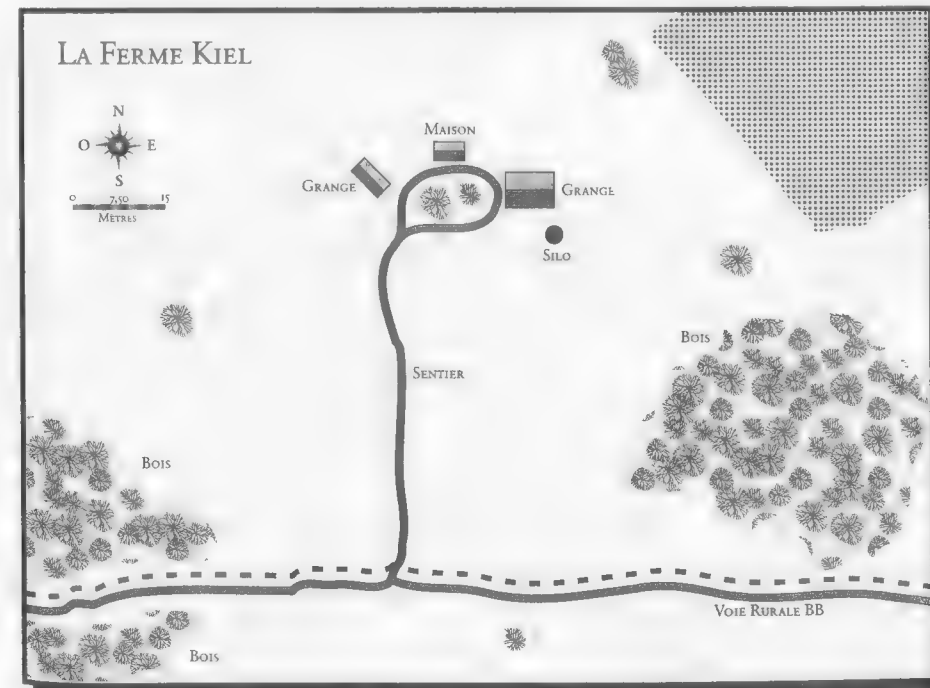 LA FERME KIEL
N
O E
S
0 7,50 15
MÈTRES
MAISON
GRANGE
GRANGE
SILO
BOIS
SENTIER
BOIS
VOIE RURALE BB
BOIS